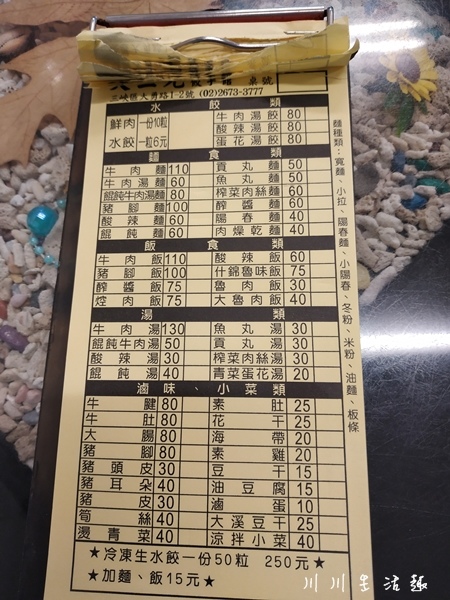 桌號
三峽區大勇路1-2號 (02)2673-3777
水餃類
鮮肉水餃 一份10粒 一粒6元
牛肉湯餃 80
酸辣湯餃 80
蛋花湯餃 80
麵食類
牛肉麵 110 貢丸麵 50
牛肉湯麵 60 魚丸麵 50
餛飩牛肉湯麵 80 榨菜肉絲麵 60
豬腳麵 100 醡醬麵 60
酸辣麵 60 陽春麵 40
餛飩麵 60 肉燥乾麵 40
飯食類
牛肉飯 110 酸辣飯 60
豬腳飯 100 什錦魯味飯 75
醡醬飯 75 魯肉飯 30
焢肉飯 75 大魯肉飯 40
湯類
牛肉湯 130 魚丸湯 30
餛飩牛肉湯 50 貢丸湯 30
酸辣湯 30 榨菜肉絲湯 30
餛飩湯 40 青菜蛋花湯 20
滷味、小菜類
牛腱 80 素肚 25
牛肚 80 花干 25
大腸 80 海帶 20
豬腳 80 素雞 20
豬頭皮 30 豆干 15
豬耳朵 40 油豆腐 15
豬皮 30 滷蛋 10
筍絲 40 大溪豆干 25
燙青菜 40 涼拌小菜 40
★冷凍生水餃一份50粒 250元★
★加麵、飯15元★
麵種類：寬麵、小拉、陽春麵、小陽春、冬粉、米粉、油麵、板條
川川生活趣